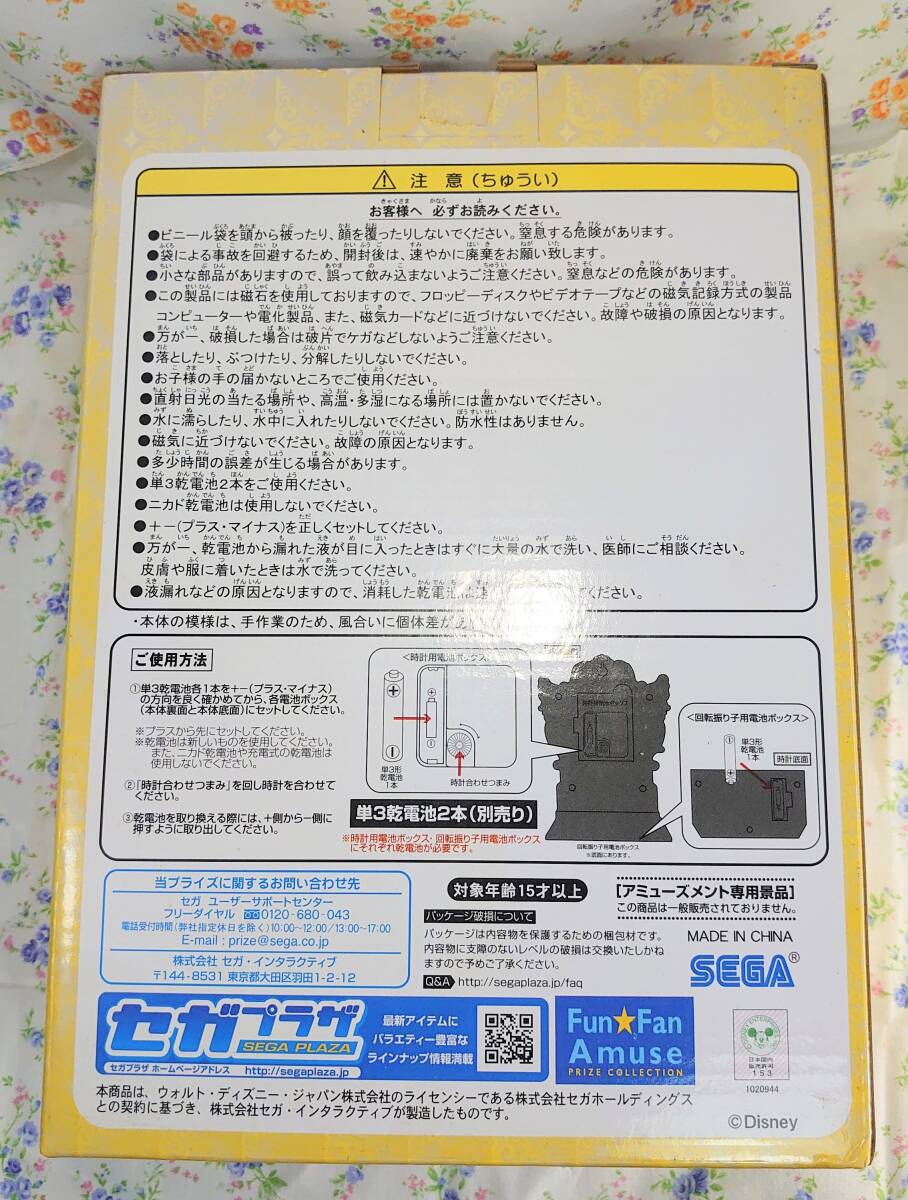 注 意（ちゅうい）
お客様へ 必ずお読みください。
●ビニール袋を頭から被ったり、顔を覆ったりしないでください。窒息する危険があります。
●袋による事故を回避するため、開封後は、速やかに廃棄をお願い致します。
●小さな部品がありますので、誤って飲み込まないようご注意ください。窒息などの危険があります。
●この製品には磁石を使用しておりますので、フロッピーディスクやビデオテープなどの磁気記録方式の製品
コンピューターや電化製品、また、磁気カードなどに近づけないでください。故障や破損の原因となります。
●万が一、破損した場合は破片でケガなどしないようご注意ください。
●落としたり、ぶつけたり、分解したりしないでください。
●お子様の手の届かないところでご使用ください。
●直射日光の当たる場所や、高温・多湿になる場所には置かないでください。
●水に濡らしたり、水中に入れたりしないでください。防水性はありません。
●磁気に近づけないでください。故障の原因となります。
●多少時間の誤差が生じる場合があります。
●単3乾電池2本をご使用ください。
●ニカド乾電池は使用しないでください。
●＋－（プラス・マイナス）を正しくセットしてください。
●万が一、乾電池から漏れた液が目に入ったときはすぐに大量の水で洗い、医師にご相談ください。
皮膚や服に着いたときは水で洗ってください。
●液漏れなどの原因となりますので、消耗した乾電池は速 てください。
・本体の模様は、手作業のため、風合いに個体差が
ご使用方法
①単3乾電池各1本を＋－（プラス・マイナス）
の方向を良く確かめてから、各電池ボックス
（本体裏面と本体底面）にセットしてください。
※プラスから先にセットしてください。
※乾電池は新しいものを使用してください。
また、ニカド乾電池や充電式の乾電池は
使用しないでください。
②「時計合わせつまみ」を回し時計を合わせて
ください。
③乾電池を取り換える際には、＋側から－側に
押すように取り出してください。
＜時計用電池ボックス＞
単3形
乾電池
1本
時計合わせつまみ
時計用電池ボックス
単3乾電池2本（別売り）
※時計用電池ボックス・回転振り子用電池ボックス
にそれぞれ乾電池が必要です。
回転振り子用電池ボックス
※底面にあります。
＜回転振り子用電池ボックス＞
単3形
乾電池
1本
時計底面
当プライズに関するお問い合わせ先
セガ ユーザーサポートセンター
フリーダイヤル 0120-680-043
電話受付時間（弊社指定休日を除く）10:00～12:00/13:00～17:00
E-mail : prize@sega.co.jp
株式会社 セガ・インタラクティブ
〒144-8531 東京都大田区羽田1-2-12
対象年齢15才以上
パッケージ破損について
パッケージは内容物を保護するための梱包材です。
内容物に支障のないレベルの破損は交換いたしかね
ますので予めご了承ください。
Q&A http://segaplaza.jp/faq
［アミューズメント専用景品］
この商品は一般販売されておりません。
MADE IN CHINA
SEGA®
セガプラザ
SEGA PLAZA
セガプラザ ホームページアドレス http://segaplaza.jp
最新アイテムに
バラエティー豊富な
ラインナップ情報満載
Fun★Fan
Amuse
PRIZE COLLECTION
日本国内
販売許可
153
1020944
本商品は、ウォルト・ディズニー・ジャパン株式会社のライセンシーである株式会社セガホールディングス
との契約に基づき、株式会社セガ・インタラクティブが製造したものです。
©Disney